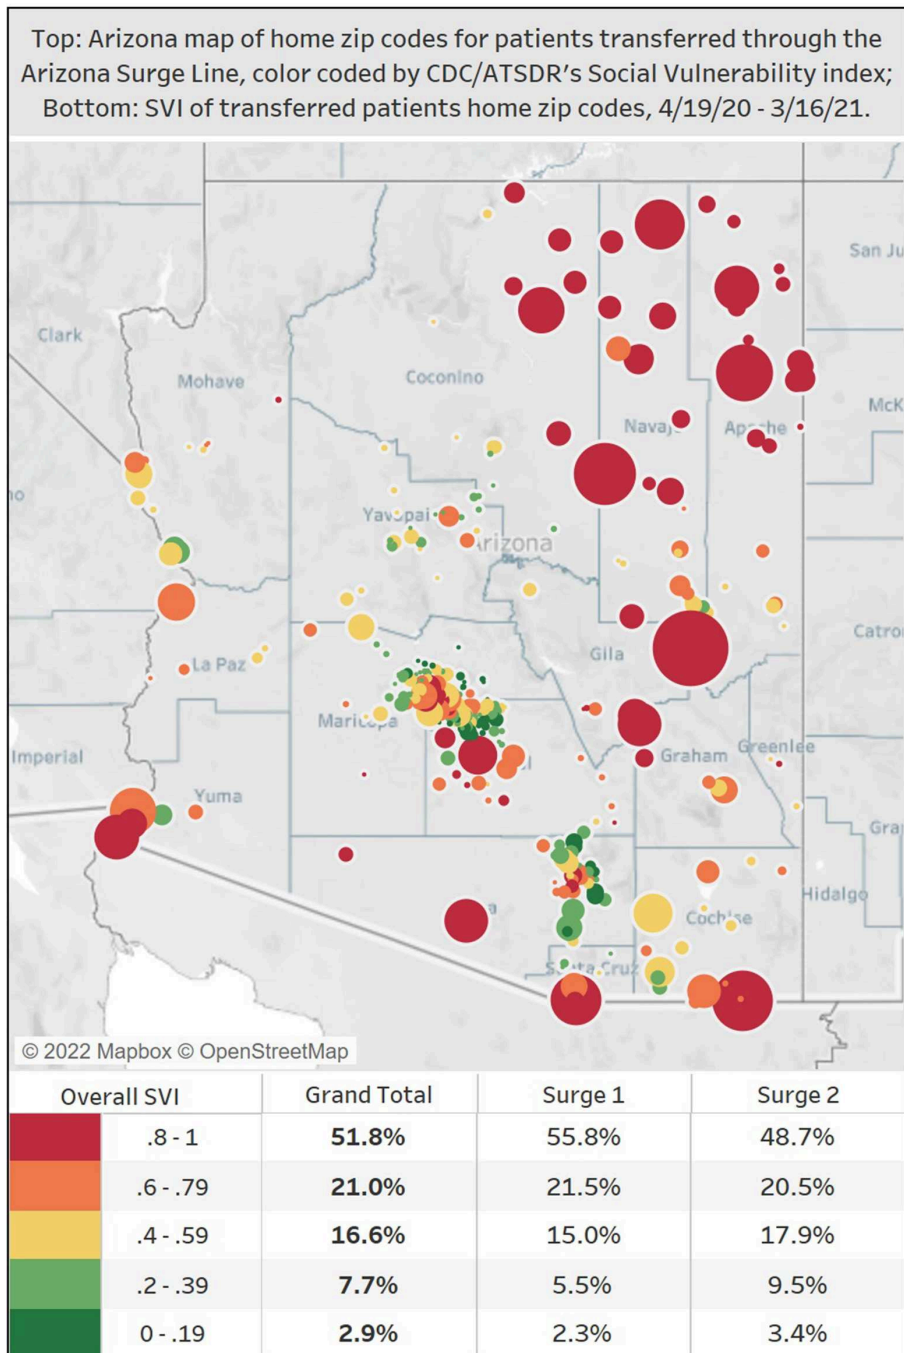 Top: Arizona map of home zip codes for patients transferred through the
Arizona Surge Line, color coded by CDC/ATSDR's Social Vulnerability index;
Bottom: SVI of transferred patients home zip codes, 4/19/20 - 3/16/21.
San Ju
Clark
Mohave
Coconino
McK
Navaj
Apache
no
Yavapai
Arizona
Catro
Gila
La Paz
Maricopa
Imperial
Graham
Greenlee
Yuma
Gra
Hidalgo
Cochise
Santa Cruz
© 2022 Mapbox © OpenStreetMap
Overall SVI Grand Total Surge 1 Surge 2
.8 - 1 51.8% 55.8% 48.7%
.6 - .79 21.0% 21.5% 20.5%
.4 - .59 16.6% 15.0% 17.9%
.2 - .39 7.7% 5.5% 9.5%
0 - .19 2.9% 2.3% 3.4%